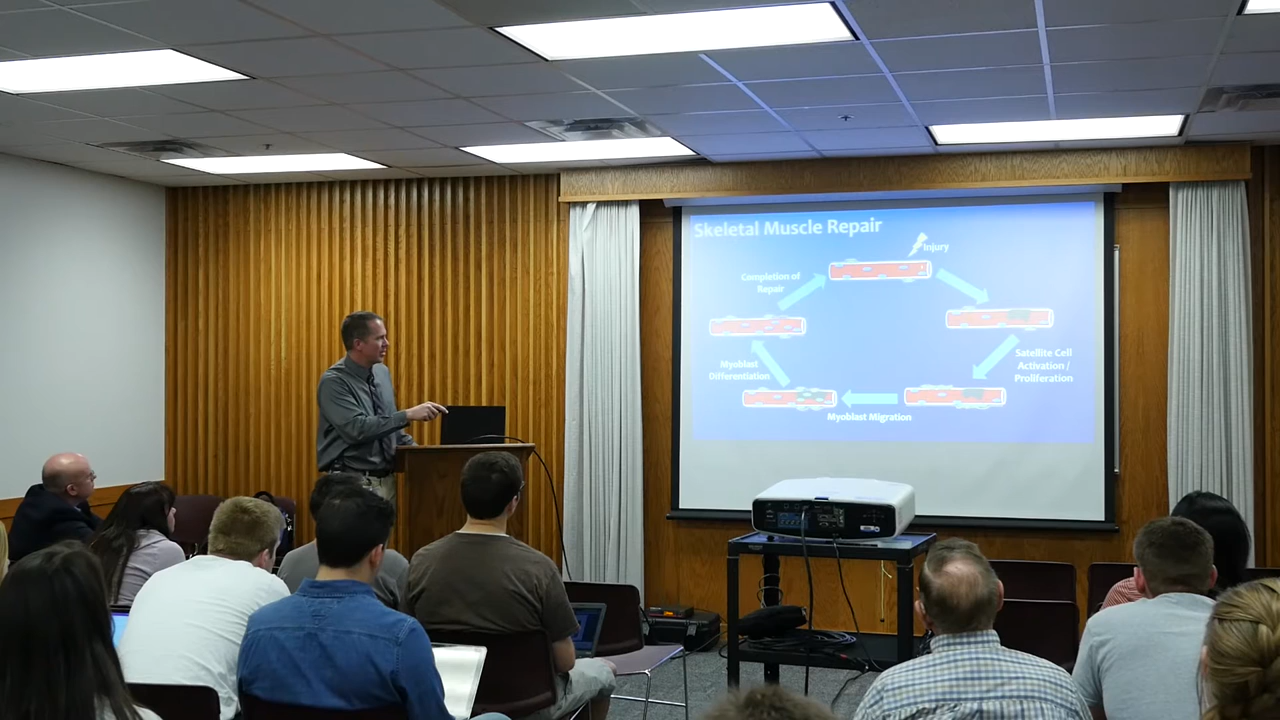 Skeletal Muscle Repair
Injury
Completion of
Repair
Satellite Cell
Activation /
Proliferation
Myoblast
Differentiation
Myoblast Migration